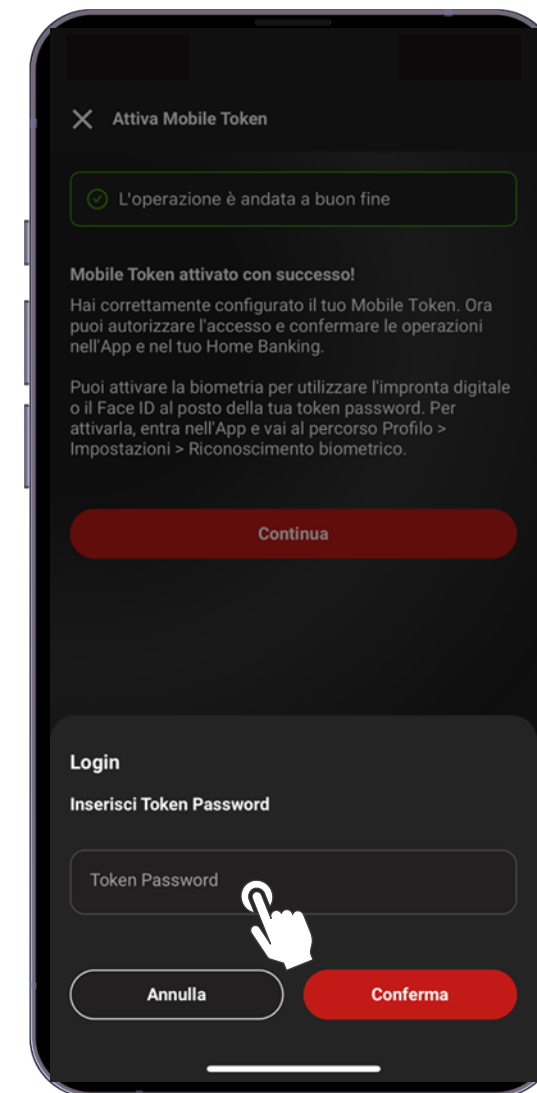 Attiva Mobile Token
L'operazione è andata a buon fine
Mobile Token attivato con successo!
Hai correttamente configurato il tuo Mobile Token. Ora
puoi autorizzare l'accesso e confermare le operazioni
nell'App e nel tuo Home Banking.
Puoi attivare la biometria per utilizzare l'impronta digitale
o il Face ID al posto della tua token password. Per
attivarla, entra nell'App e vai al percorso Profilo >
Impostazioni > Riconoscimento biometrico.
Continua
Login
Inserisci Token Password
Token Password
Annulla
Conferma